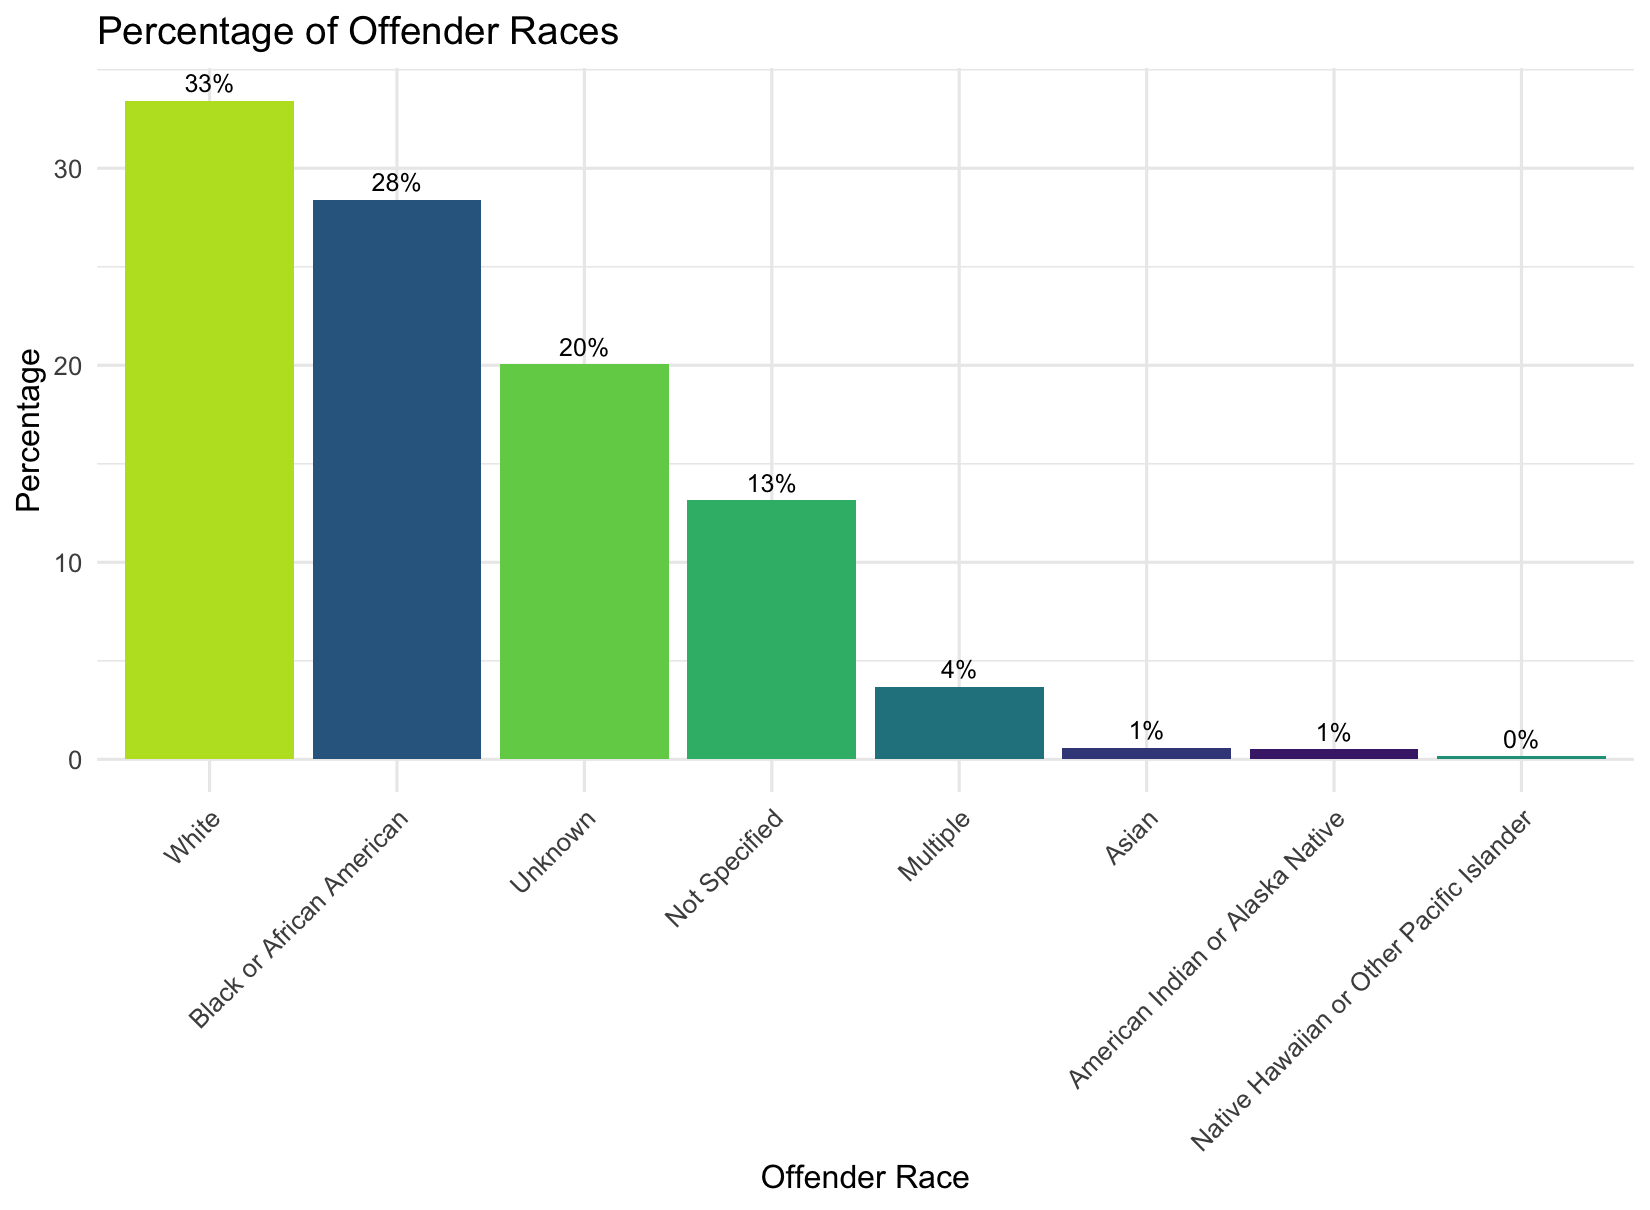 Percentage of Offender Races
33%
28%
20%
13%
4%
1%
1%
0%
30
20
10
0
Percentage
White
Black or African American
Unknown
Not Specified
Multiple
Asian
American Indian or Alaska Native
Native Hawaiian or Other Pacific Islander
Offender Race